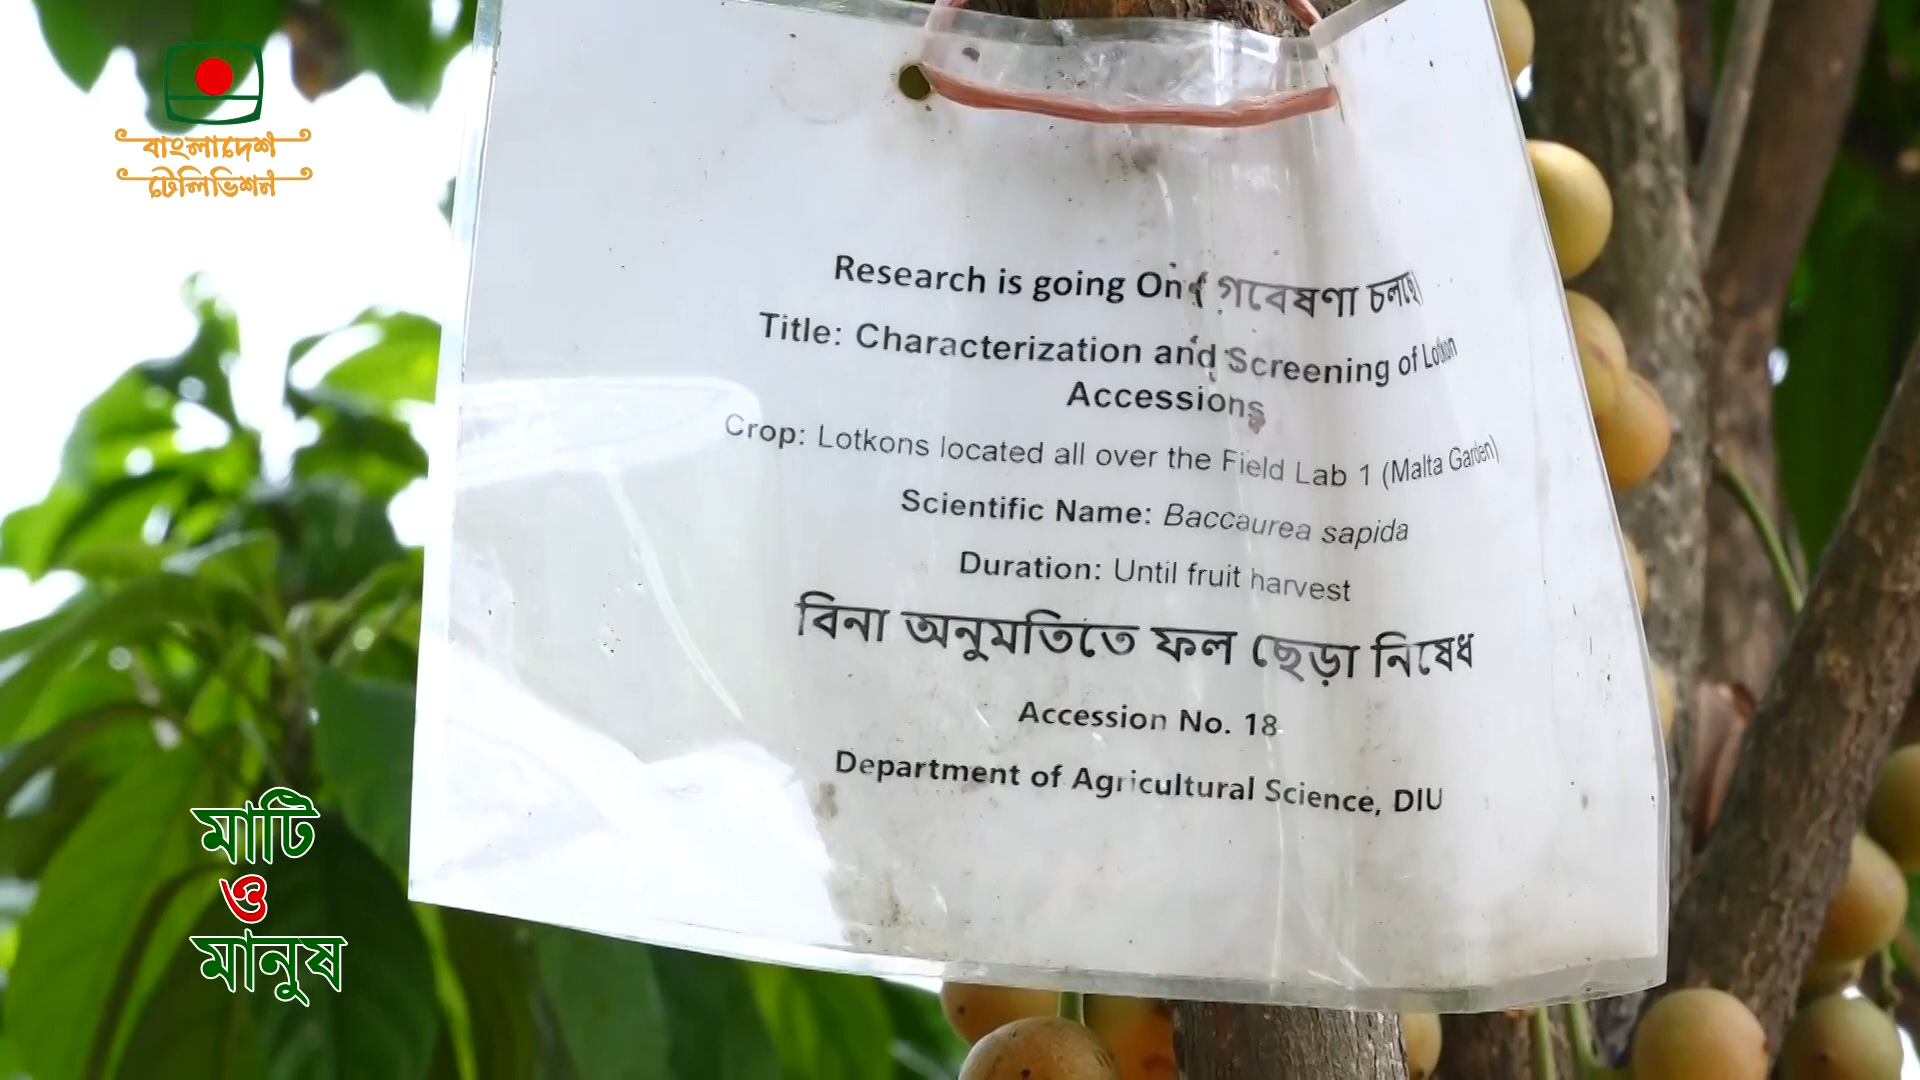 বাংলাদেশ
টেলিভিশন
Research is going On ( গবেষণা চলছে)
Title: Characterization and Screening of Lotkon
Accessions
Crop: Lotkons located all over the Field Lab 1 (Malta Garden)
Scientific Name: Baccaurea sapida
Duration: Until fruit harvest
বিনা অনুমতিতে ফল ছেড়া নিষেধ
Accession No. 18
Department of Agricultural Science, DIU
মাটি
ও
মানুষ